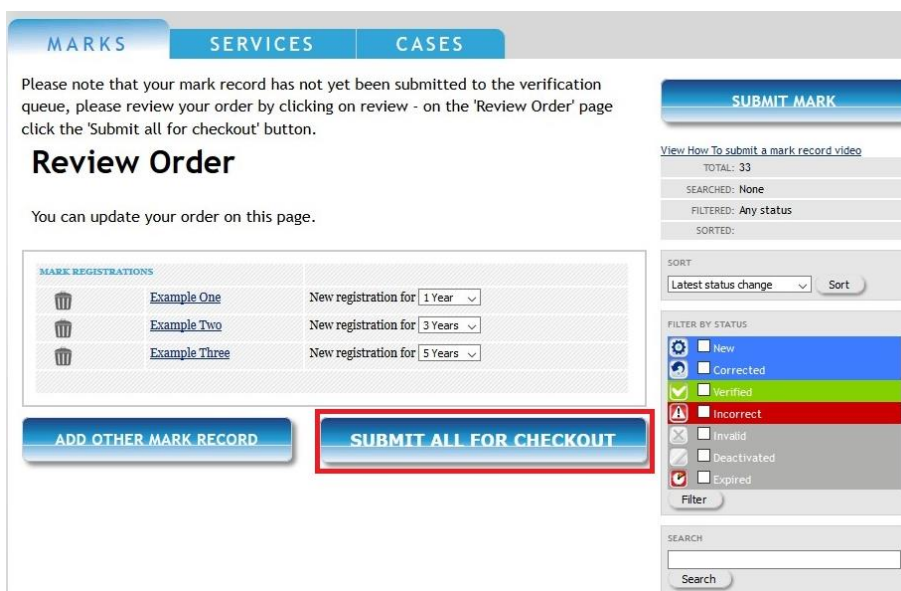 MARKS SERVICES CASES
Please note that your mark record has not yet been submitted to the verification
queue, please review your order by clicking on review - on the 'Review Order' page
click the 'Submit all for checkout' button.
Review Order
You can update your order on this page.
MARK REGISTRATIONS
Example One New registration for 1 Year
Example Two New registration for 3 Years
Example Three New registration for 5 Years
ADD OTHER MARK RECORD SUBMIT ALL FOR CHECKOUT
SUBMIT MARK
View How To submit a mark record video
TOTAL: 33
SEARCHED: None
FILTERED: Any status
SORTED:
SORT
Latest status change Sort
FILTER BY STATUS
New
Corrected
Verified
Incorrect
Invalid
Deactivated
Expired
Filter
SEARCH
Search